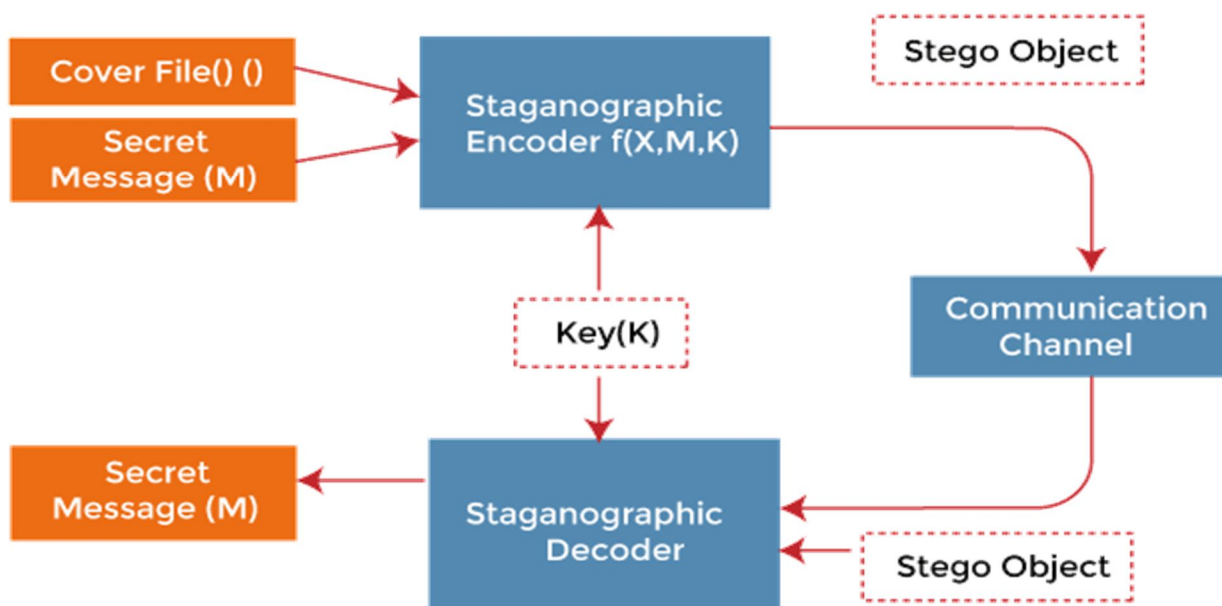 Cover File() ()
Secret
Message (M)
Staganographic
Encoder f(X,M,K)
Stego Object
Key(K)
Communication
Channel
Secret
Message (M)
Staganographic
Decoder
Stego Object